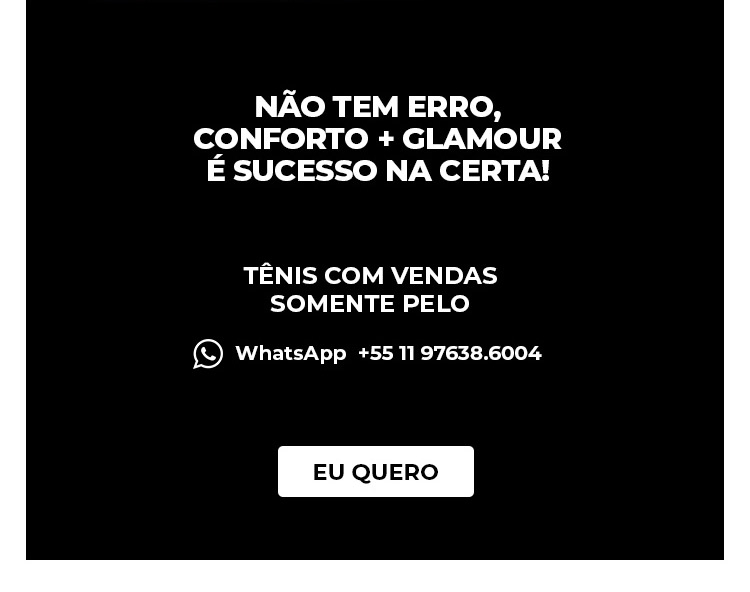 NÃO TEM ERRO,
CONFORTO + GLAMOUR
É SUCESSO NA CERTA!
TÊNIS COM VENDAS
SOMENTE PELO
WhatsApp +55 11 97638.6004
EU QUERO